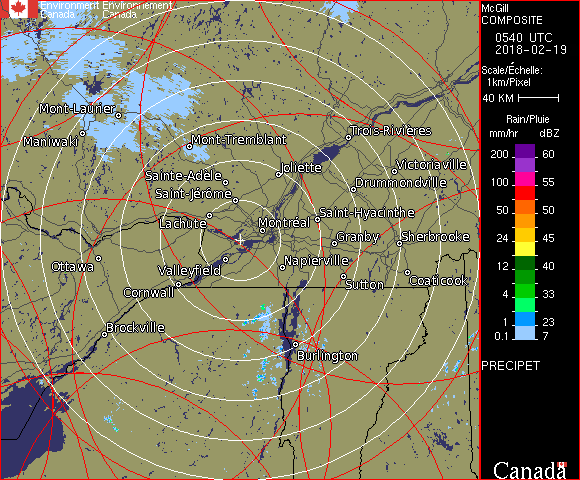 Environment Environnement
Canada Canada
McGill
COMPOSITE
0540 UTC
2018-02-19
Scale/Échelle:
1km/Pixel
40 KM
Rain/Pluie
mm/hr dBZ
200 60
150 57
100 55
50 50
24 45
12 40
4 33
1 23
0.1 7
PRECIPET
Canada
Mont-Laurier
Maniwaki
Mont-Tremblant
Trois-Rivières
Joliette
Victoriaville
Sainte-Adèle
Drummondville
Saint-Jérôme
Lachute
Montréal
Saint-Hyacinthe
Granby
Sherbrooke
Ottawa
Valleyfield
Napierville
Cornwall
Sutton
Coaticook
Brockville
Burlington